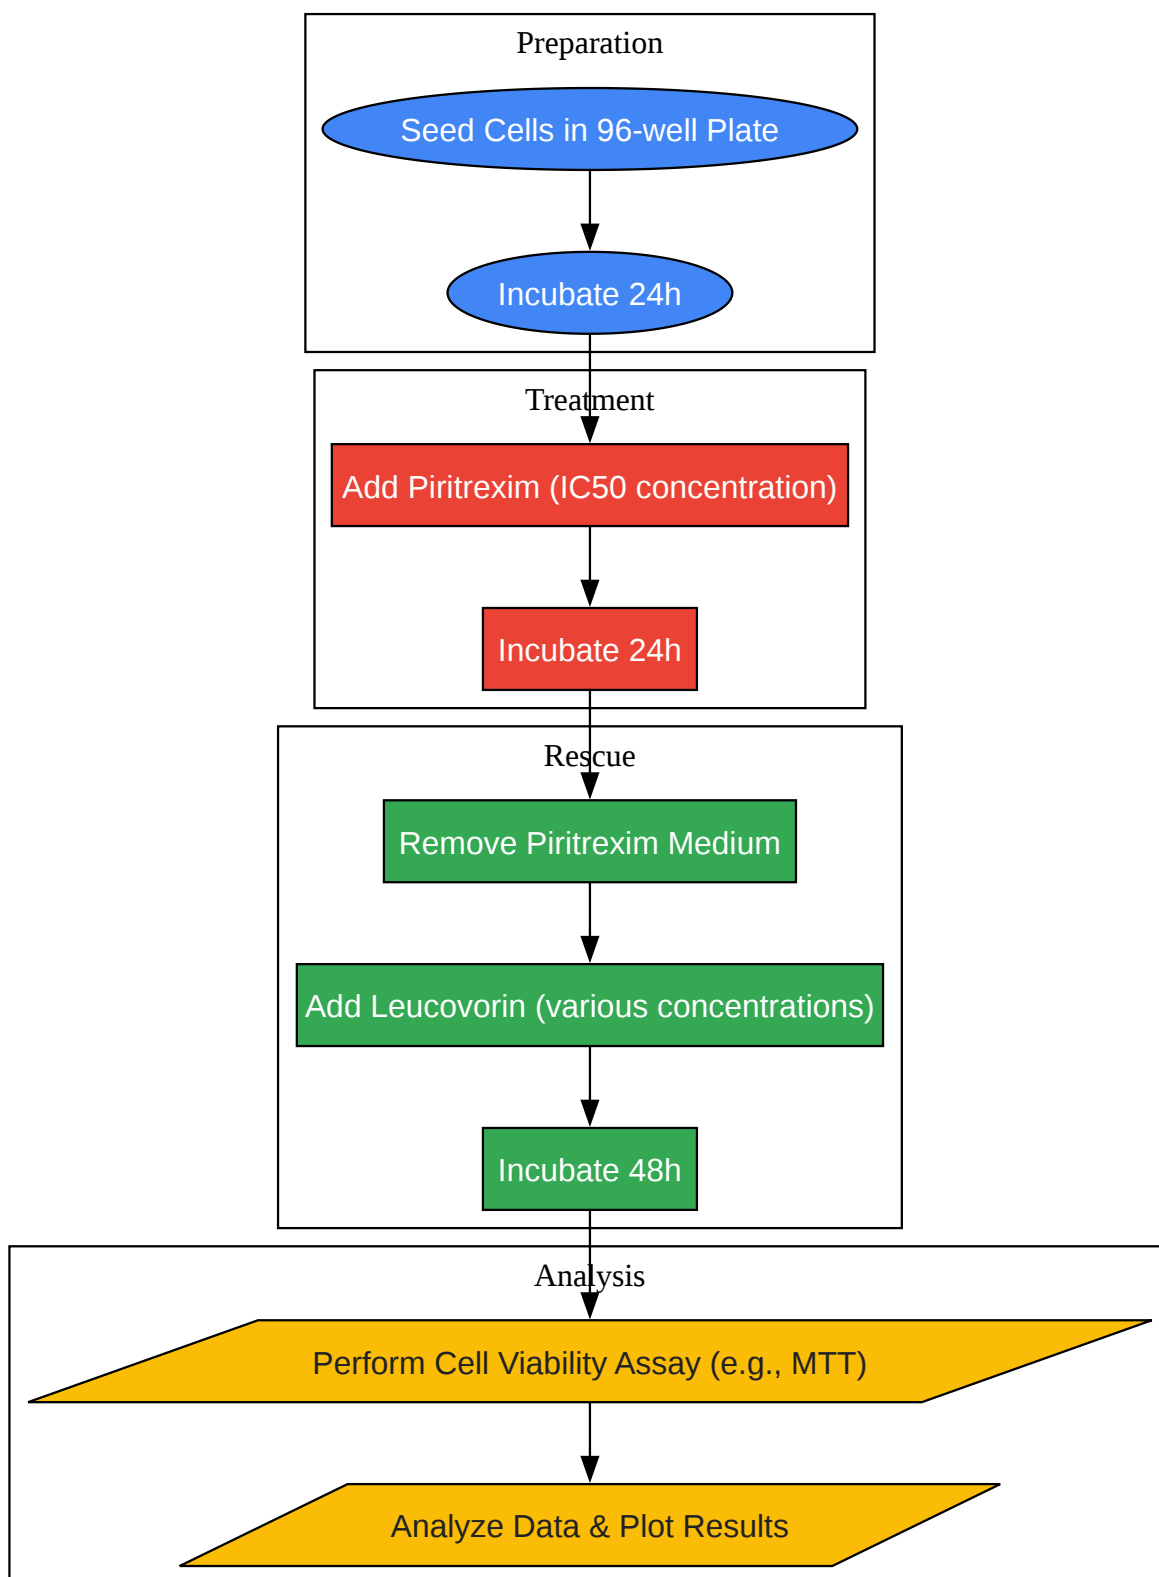 Preparation
Seed Cells in 96-well Plate
Incubate 24h
Treatment
Add Piritrexim (IC50 concentration)
Incubate 24h
Rescue
Remove Piritrexim Medium
Add Leucovorin (various concentrations)
Incubate 48h
Analysis
Perform Cell Viability Assay (e.g., MTT)
Analyze Data & Plot Results